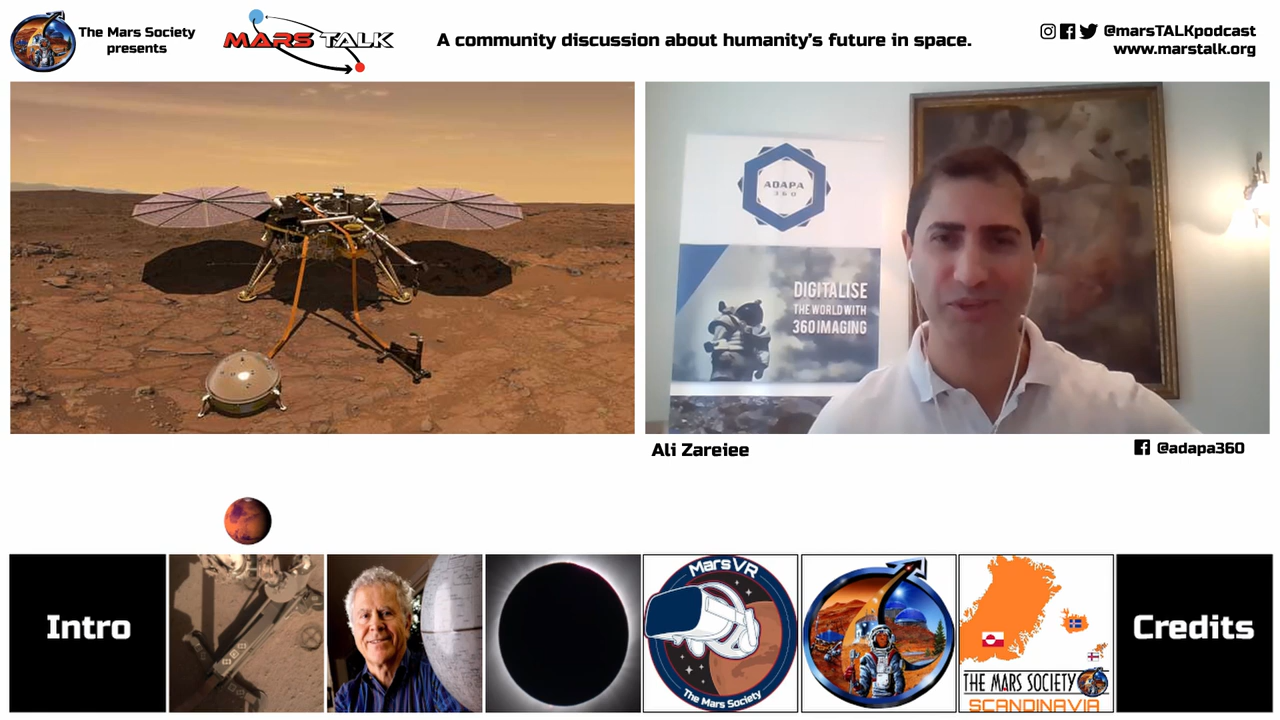 The Mars Society
presents
MARS TALK
A community discussion about humanity's future in space.
@marsTALKpodcast
www.marstalk.org
ADAPA
360
DIGITALISE
THE WORLD WITH
360 IMAGING
Ali Zareiee
@adapa360
Intro
MarsVR
The Mars Society
THE MARS SOCIETY
SCANDINAVIA
Credits